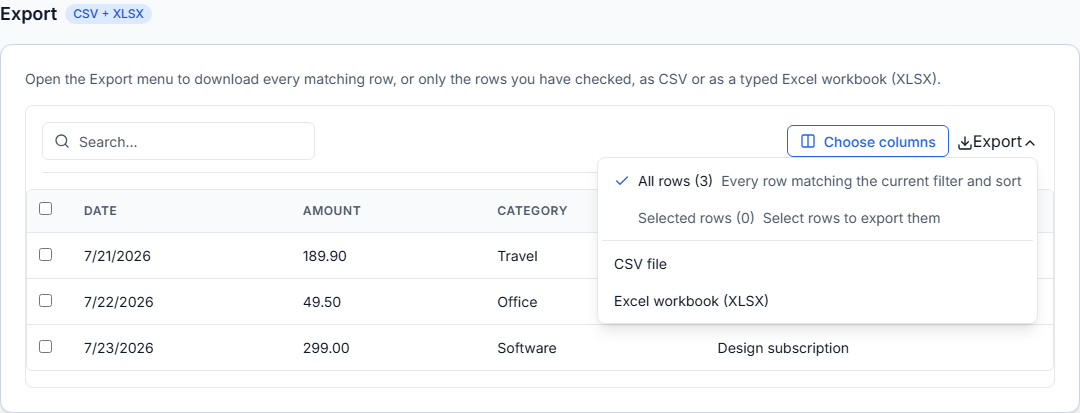 Export CSV + XLSX
Open the Export menu to download every matching row, or only the rows you have checked, as CSV or as a typed Excel workbook (XLSX).
Search...
Choose columns
Export
All rows (3) Every row matching the current filter and sort
Selected rows (0) Select rows to export them
CSV file
Excel workbook (XLSX)
DATE AMOUNT CATEGORY
7/21/2026 189.90 Travel
7/22/2026 49.50 Office
7/23/2026 299.00 Software Design subscription